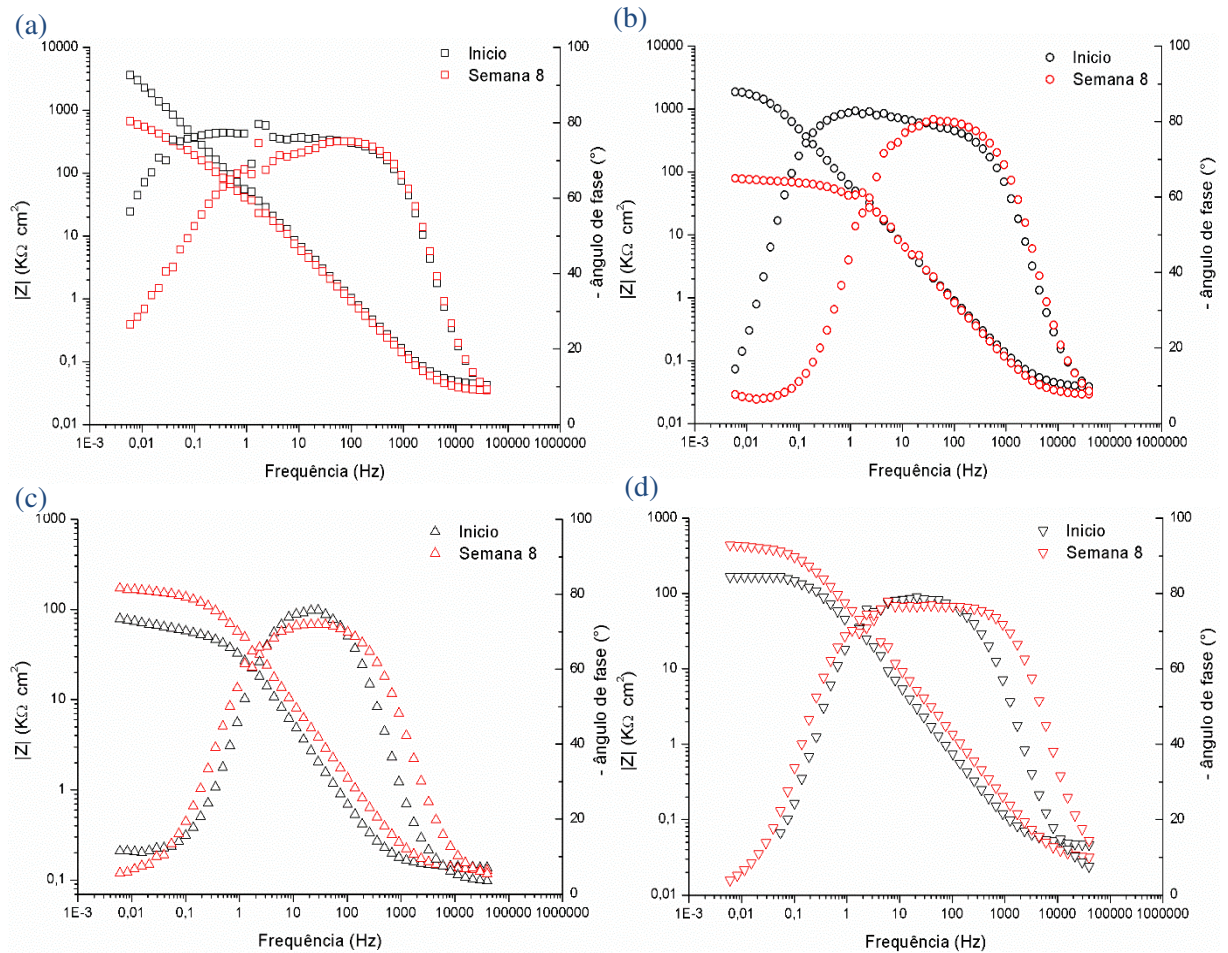 (a)
Inicio
Semana 8
|Z| (KΩ cm²)
10000
1000
100
10
1
0,1
0,01
1E-3 0,01 0,1 1 10 100 1000 10000 100000 1000000
Frequência (Hz)
100
80
60
40
20
0
- ângulo de fase (°)
(b)
Inicio
Semana 8
|Z| (KΩ cm²)
10000
1000
100
10
1
0,1
0,01
1E-3 0,01 0,1 1 10 100 1000 10000 100000 1000000
Frequência (Hz)
100
80
60
40
20
0
- ângulo de fase (°)
(c)
Inicio
Semana 8
|Z| (KΩ cm²)
1000
100
10
1
0,1
1E-3 0,01 0,1 1 10 100 1000 10000 100000 1000000
Frequência (Hz)
100
80
60
40
20
0
- ângulo de fase (°)
(d)
Inicio
Semana 8
|Z| (KΩ cm²)
1000
100
10
1
0,1
0,01
1E-3 0,01 0,1 1 10 100 1000 10000 100000 1000000
Frequência (Hz)
100
80
60
40
20
0
- ângulo de fase (°)